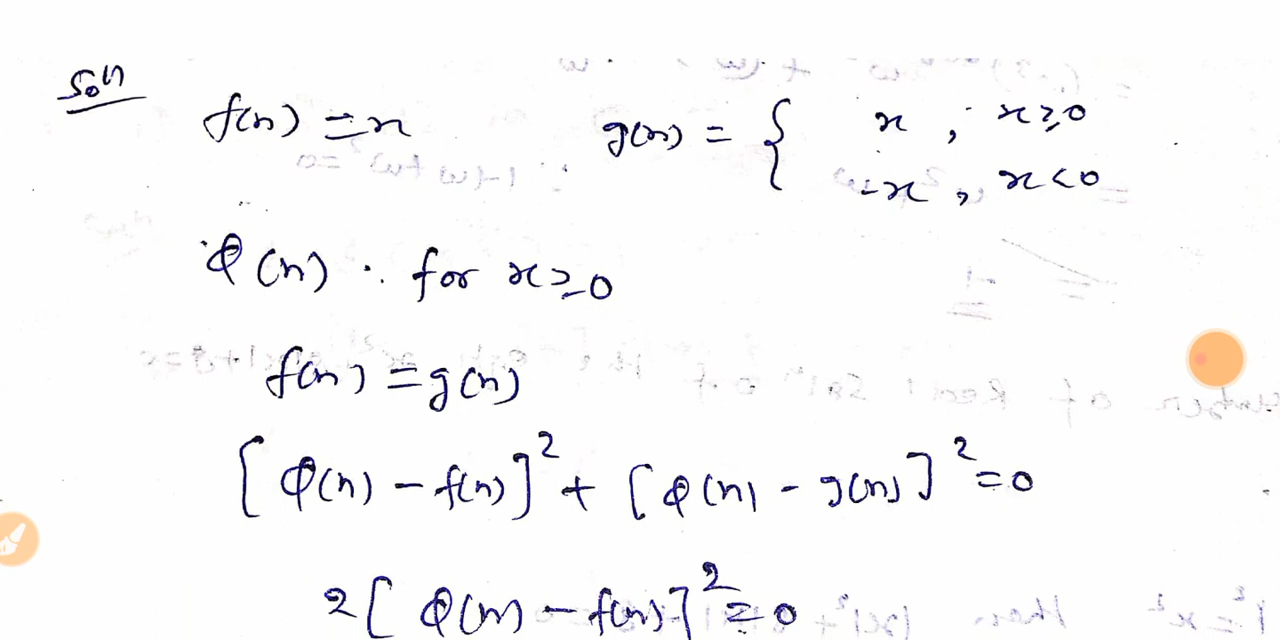 Solⁿ
f(x) = x g(x) = { x , x ≥ 0
-x , x < 0
φ(x) ∴ for x ≥ 0
f(x) = g(x)
[φ(x) - f(x)]² + [φ(x) - g(x)]² = 0
2[φ(x) - f(x)]² = 0